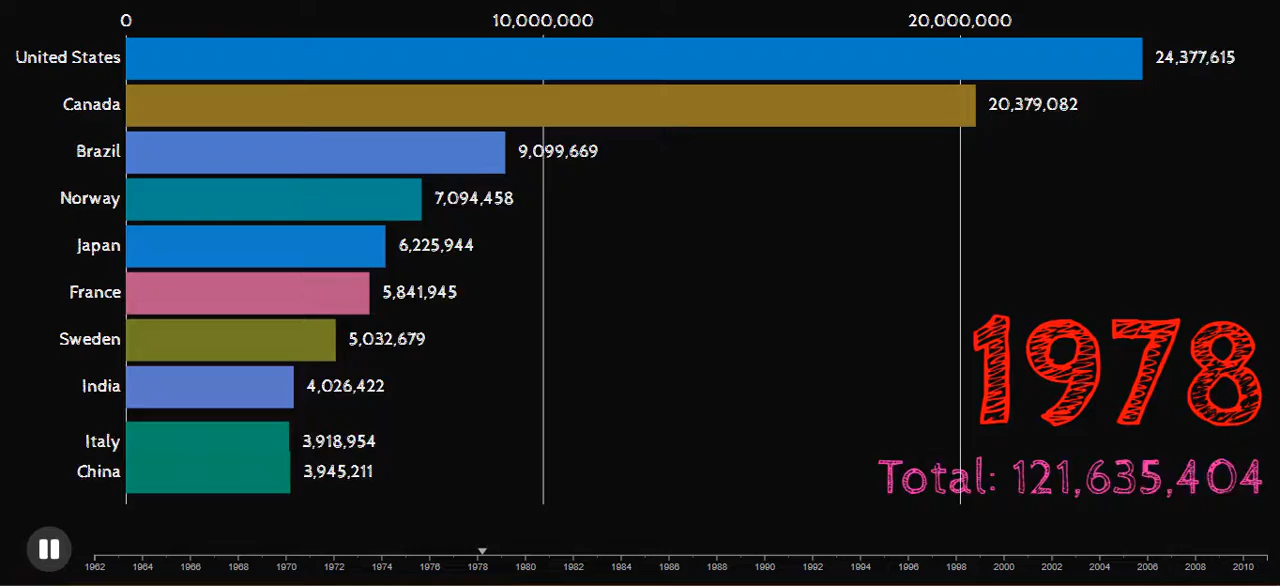 0 10,000,000 20,000,000
United States 24,377,615
Canada 20,379,082
Brazil 9,099,669
Norway 7,094,458
Japan 6,225,944
France 5,841,945
Sweden 5,032,679
India 4,026,422
Italy 3,918,954
China 3,945,211
1978
Total: 121,635,404
1962 1964 1966 1968 1970 1972 1974 1976 1978 1980 1982 1984 1986 1988 1990 1992 1994 1996 1998 2000 2002 2004 2006 2008 2010